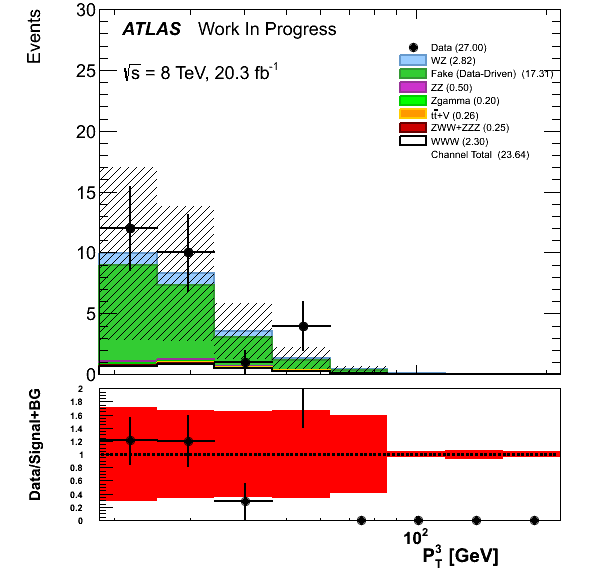 Events
30
25
20
15
10
5
0
ATLAS Work In Progress
√s = 8 TeV, 20.3 fb⁻¹
Data (27.00)
WZ (2.82)
Fake (Data-Driven) (17.31)
ZZ (0.50)
Zgamma (0.20)
tt̄+V (0.26)
ZWW+ZZZ (0.25)
WWW (2.30)
Channel Total (23.64)
Data/Signal+BG
2
1.8
1.6
1.4
1.2
1
0.8
0.6
0.4
0.2
0
10²
P³_T [GeV]